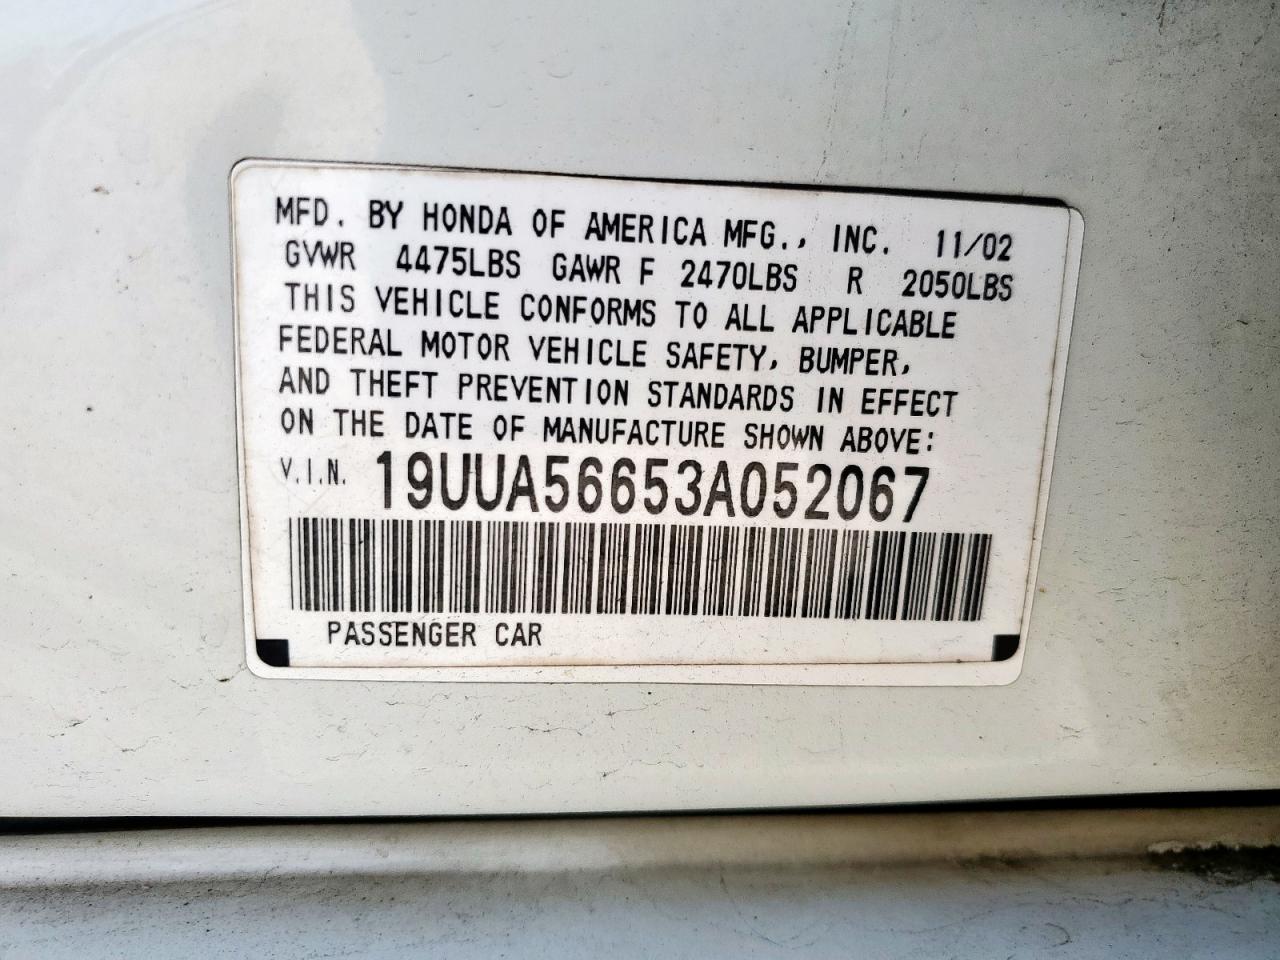 MFD. BY HONDA OF AMERICA MFG., INC. 11/02
GVWR 4475LBS GAWR F 2470LBS R 2050LBS
THIS VEHICLE CONFORMS TO ALL APPLICABLE
FEDERAL MOTOR VEHICLE SAFETY, BUMPER,
AND THEFT PREVENTION STANDARDS IN EFFECT
ON THE DATE OF MANUFACTURE SHOWN ABOVE:
V.I.N. 19UUA56653A052067
PASSENGER CAR